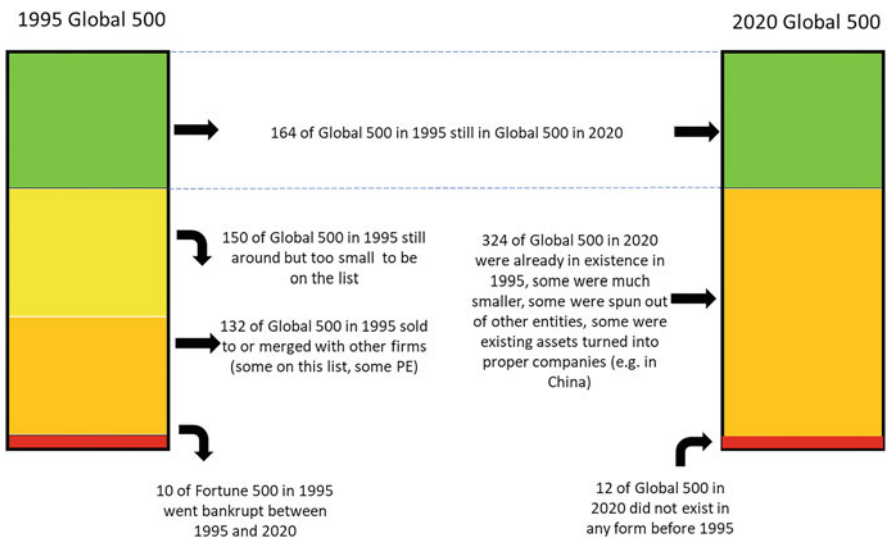 1995 Global 500
2020 Global 500
164 of Global 500 in 1995 still in Global 500 in 2020
150 of Global 500 in 1995 still
around but too small to be
on the list
324 of Global 500 in 2020
were already in existence in
1995, some were much
smaller, some were spun out
of other entities, some were
existing assets turned into
proper companies (e.g. in
China)
132 of Global 500 in 1995 sold
to or merged with other firms
(some on this list, some PE)
10 of Fortune 500 in 1995
went bankrupt between
1995 and 2020
12 of Global 500 in
2020 did not exist in
any form before 1995